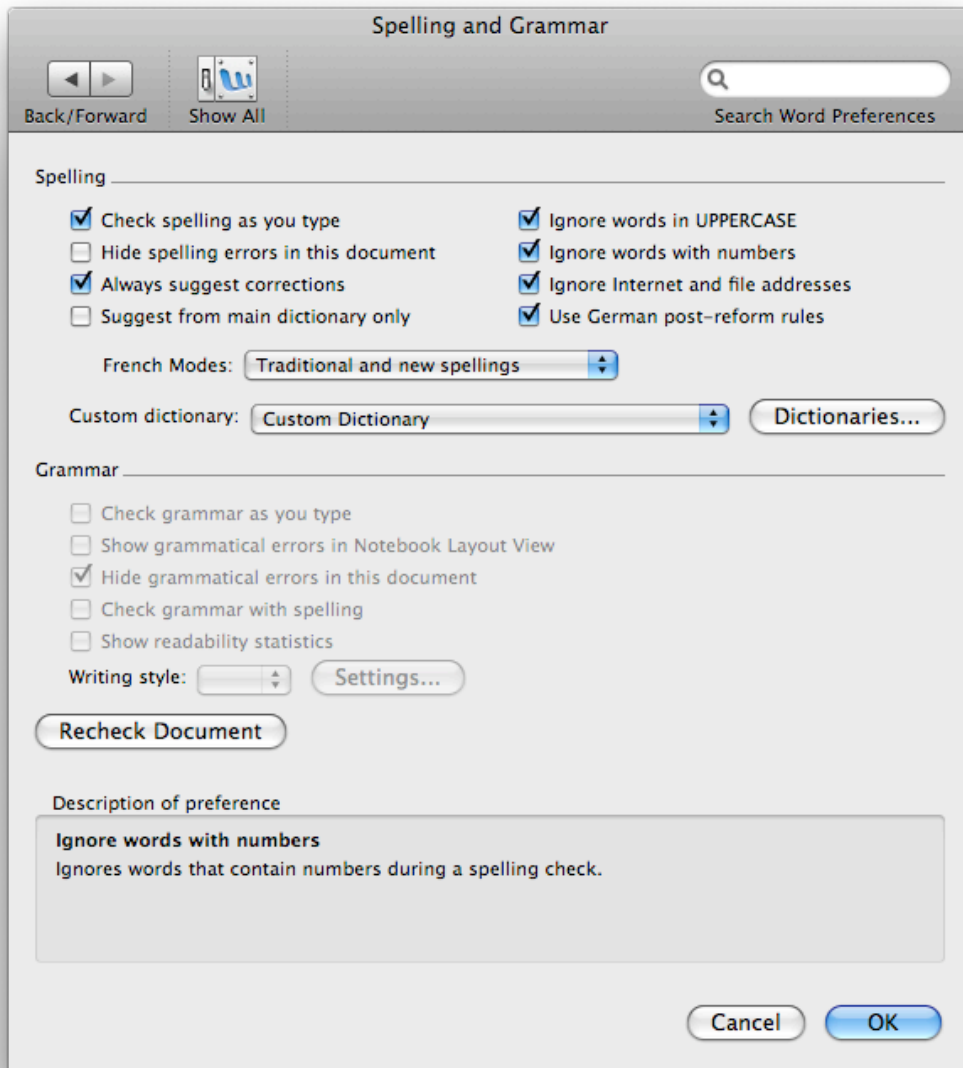 Spelling and Grammar
Back/Forward
Show All
Search Word Preferences
Spelling
Check spelling as you type
Hide spelling errors in this document
Always suggest corrections
Suggest from main dictionary only
Ignore words in UPPERCASE
Ignore words with numbers
Ignore Internet and file addresses
Use German post-reform rules
French Modes: Traditional and new spellings
Custom dictionary: Custom Dictionary Dictionaries...
Grammar
Check grammar as you type
Show grammatical errors in Notebook Layout View
Hide grammatical errors in this document
Check grammar with spelling
Show readability statistics
Writing style: Settings...
Recheck Document
Description of preference
Ignore words with numbers
Ignores words that contain numbers during a spelling check.
Cancel OK